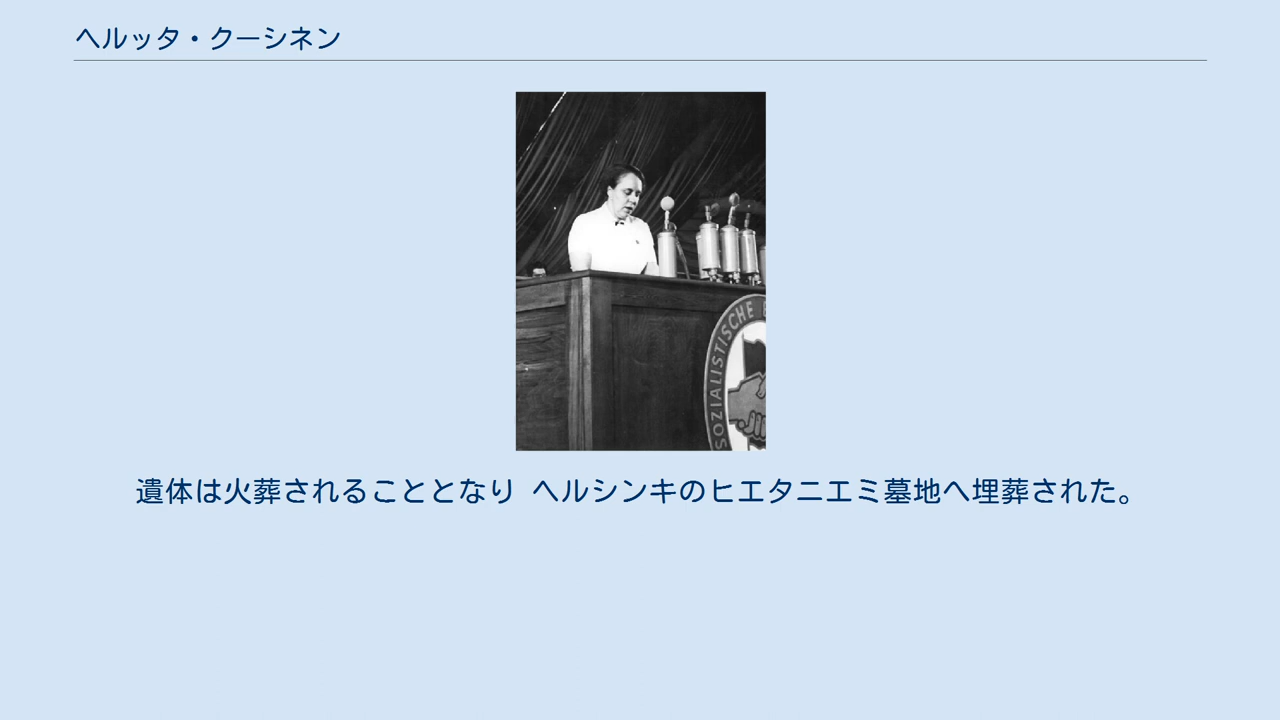 ヘルッタ・クーシネン
SOZIALISTISCHE
遺体は火葬されることとなり ヘルシンキのヒエタニエミ墓地へ埋葬された。